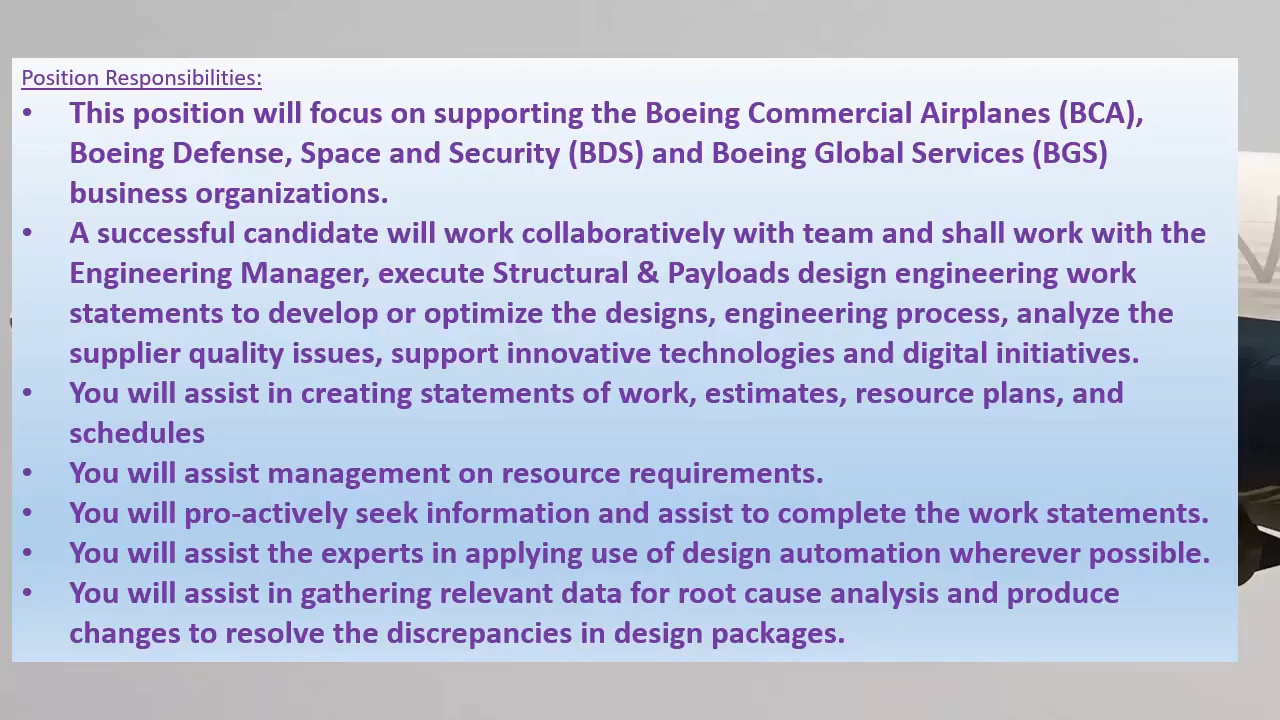 Position Responsibilities:
• This position will focus on supporting the Boeing Commercial Airplanes (BCA),
Boeing Defense, Space and Security (BDS) and Boeing Global Services (BGS)
business organizations.
• A successful candidate will work collaboratively with team and shall work with the
Engineering Manager, execute Structural & Payloads design engineering work
statements to develop or optimize the designs, engineering process, analyze the
supplier quality issues, support innovative technologies and digital initiatives.
• You will assist in creating statements of work, estimates, resource plans, and
schedules
• You will assist management on resource requirements.
• You will pro-actively seek information and assist to complete the work statements.
• You will assist the experts in applying use of design automation wherever possible.
• You will assist in gathering relevant data for root cause analysis and produce
changes to resolve the discrepancies in design packages.